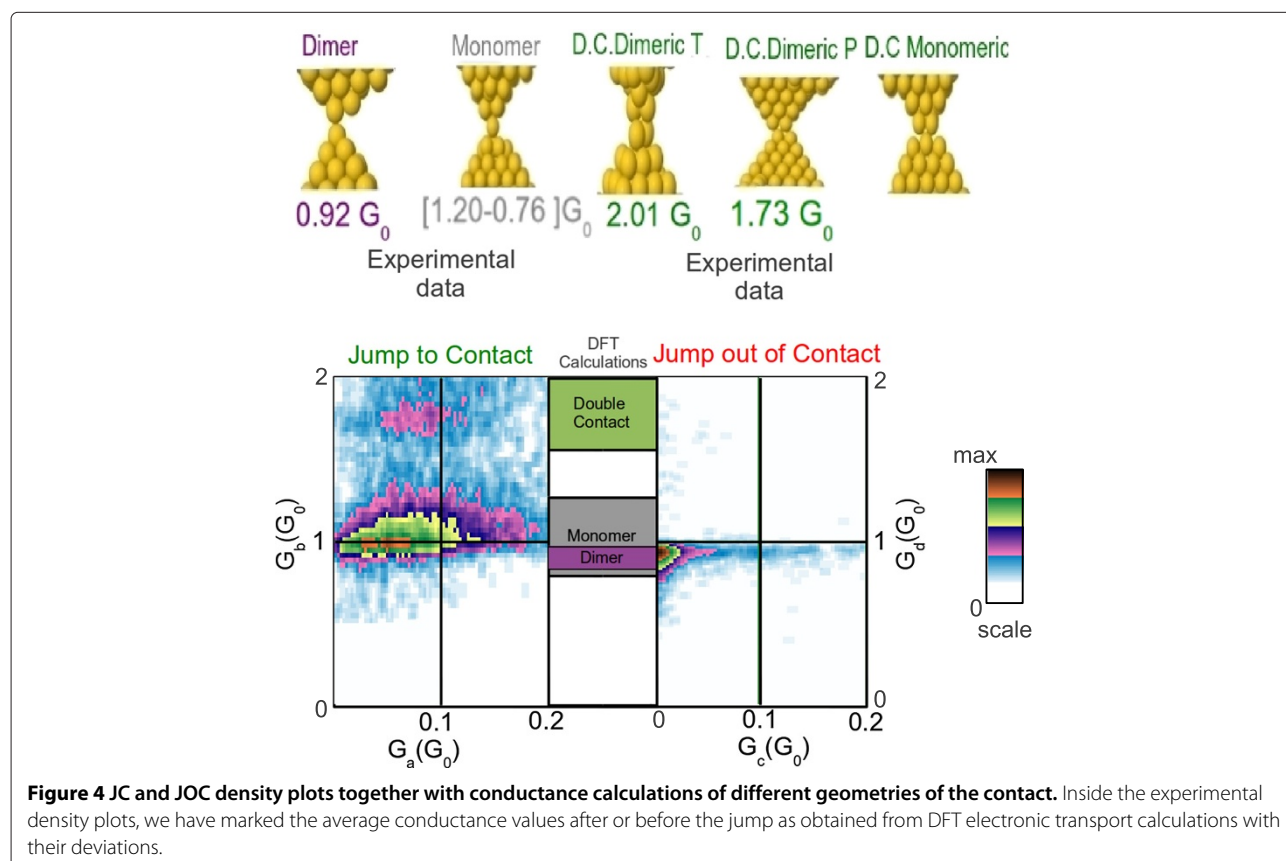 Dimer Monomer D.C.Dimeric T D.C.Dimeric P D.C Monomeric
0.92 G0 [1.20-0.76 ]G0 2.01 G0 1.73 G0
Experimental
data
Experimental
data
Jump to Contact
DFT
Calculations
Jump out of Contact
2
Double
Contact
2
max
Gb(G0)
1
Monomer
Dimer
1
Gd(G0)
0
scale
0
0.1
0.2
0
0.1
0.2
0
Ga(G0)
Gc(G0)
Figure 4 JC and JOC density plots together with conductance calculations of different geometries of the contact. Inside the experimental
density plots, we have marked the average conductance values after or before the jump as obtained from DFT electronic transport calculations with
their deviations.